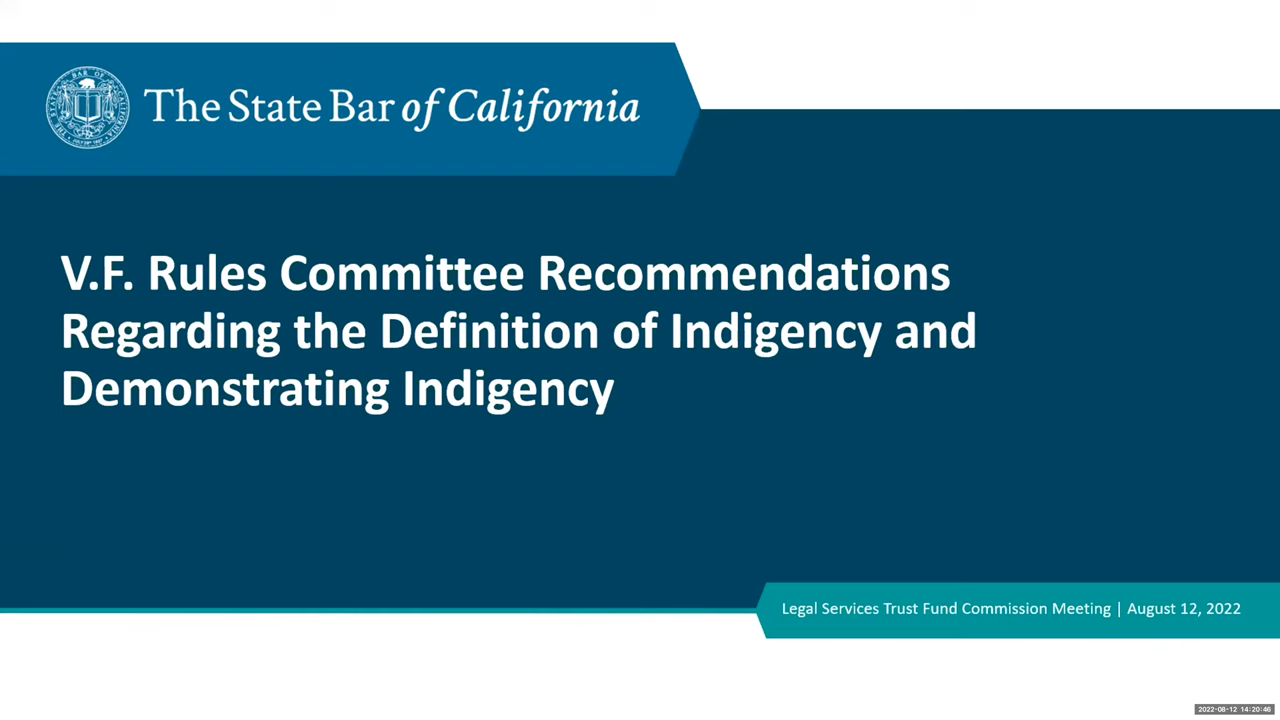 The State Bar of California
V.F. Rules Committee Recommendations
Regarding the Definition of Indigency and
Demonstrating Indigency
Legal Services Trust Fund Commission Meeting | August 12, 2022
2022-08-12 14:20:46